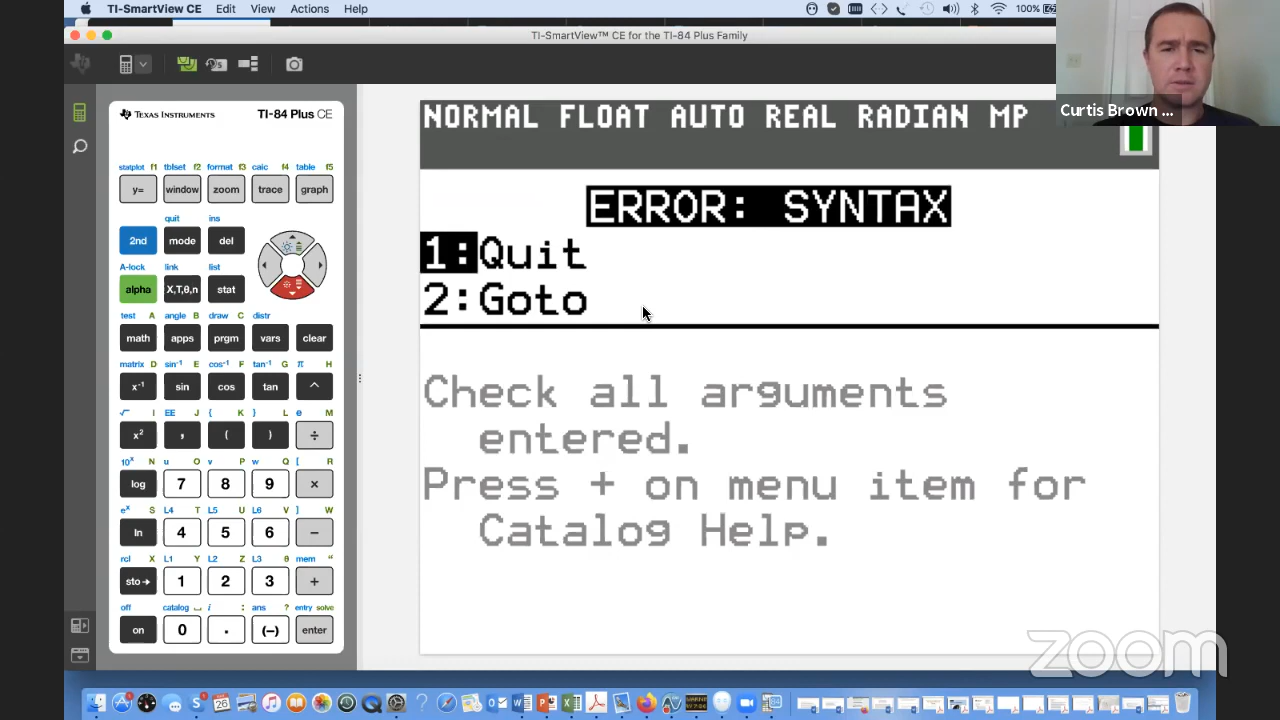 TI-SmartView CE Edit View Actions Help 100%
TI-SmartView™ CE for the TI-84 Plus Family
Curtis Brown ...
TEXAS INSTRUMENTS TI-84 Plus CE
NORMAL FLOAT AUTO REAL RADIAN MP
ERROR: SYNTAX
1:Quit
2:Goto
Check all arguments
entered.
Press + on menu item for
Catalog Help.
statplot f1 tblset f2 format f3 calc f4 table f5
y= window zoom trace graph
quit ins
2nd mode del
A-lock link list
alpha X,T,θ,n stat
test A angle B draw C distr
math apps prgm vars clear
matrix D sin⁻¹ E cos⁻¹ F tan⁻¹ G π H
x⁻¹ sin cos tan ^
√ I EE J { K } L e M
x² , ( ) ÷
10ˣ N u O v P w Q [ R
log 7 8 9 ×
eˣ S L4 T L5 U L6 V ] W
ln 4 5 6 −
rcl X L1 Y L2 Z L3 θ mem "
sto→ 1 2 3 +
off catalog i : ans ? entry solve
on 0 . (–) enter
zoom